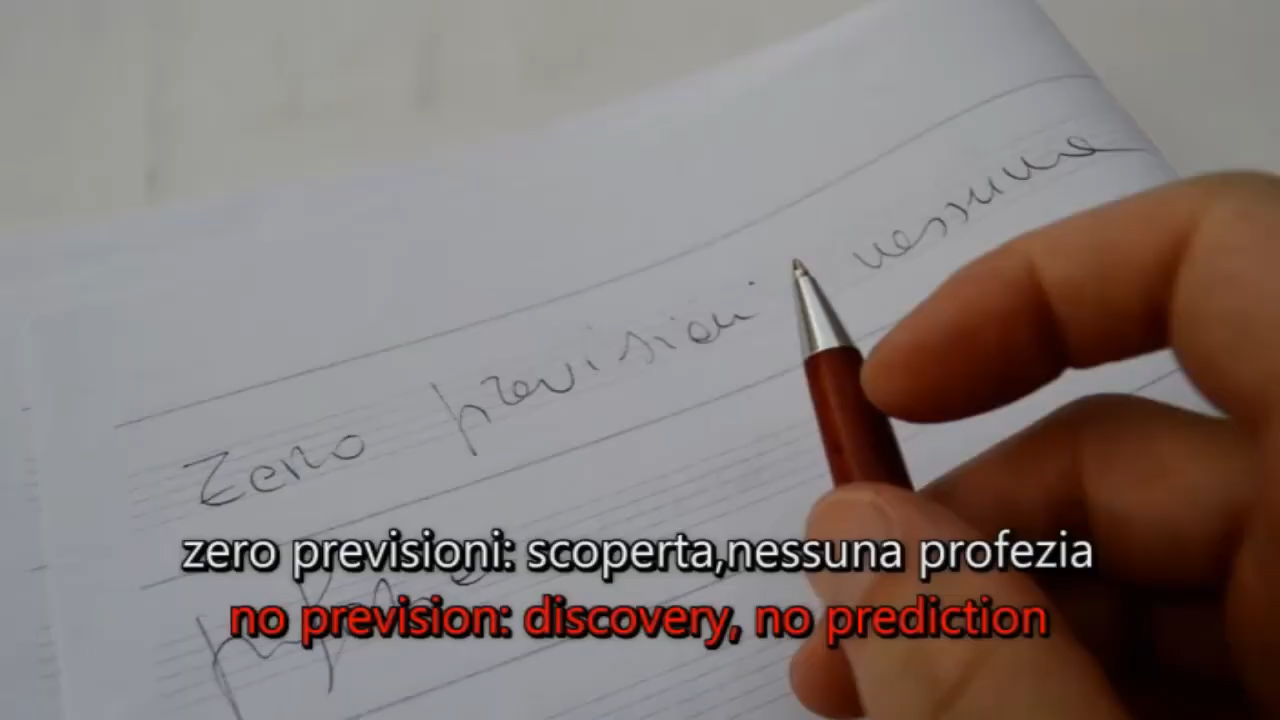 Zero previsioni nessuna
zero previsioni: scoperta,nessuna profezia
no prevision: discovery, no prediction